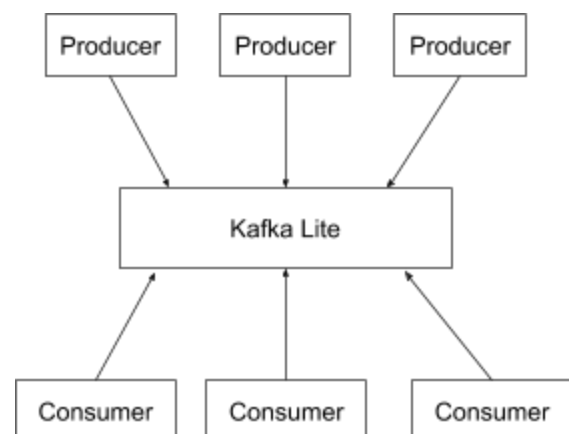 Producer
Producer
Producer
Kafka Lite
Consumer
Consumer
Consumer